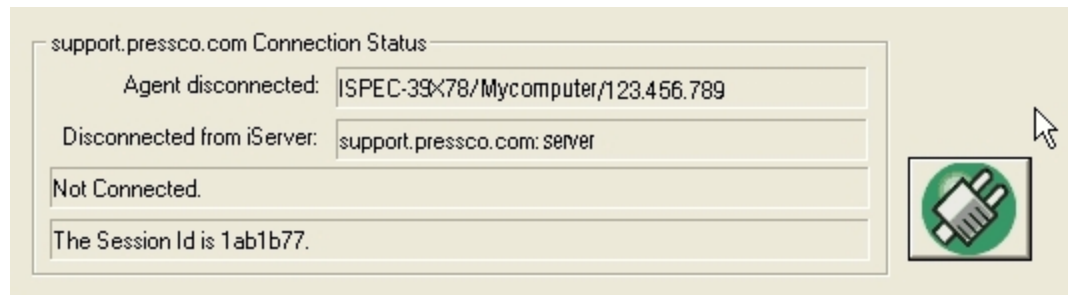 support.pressco.com Connection Status
Agent disconnected: ISPEC-39X78/Mycomputer/123.456.789
Disconnected from iServer: support.pressco.com: server
Not Connected.
The Session Id is 1ab1b77.